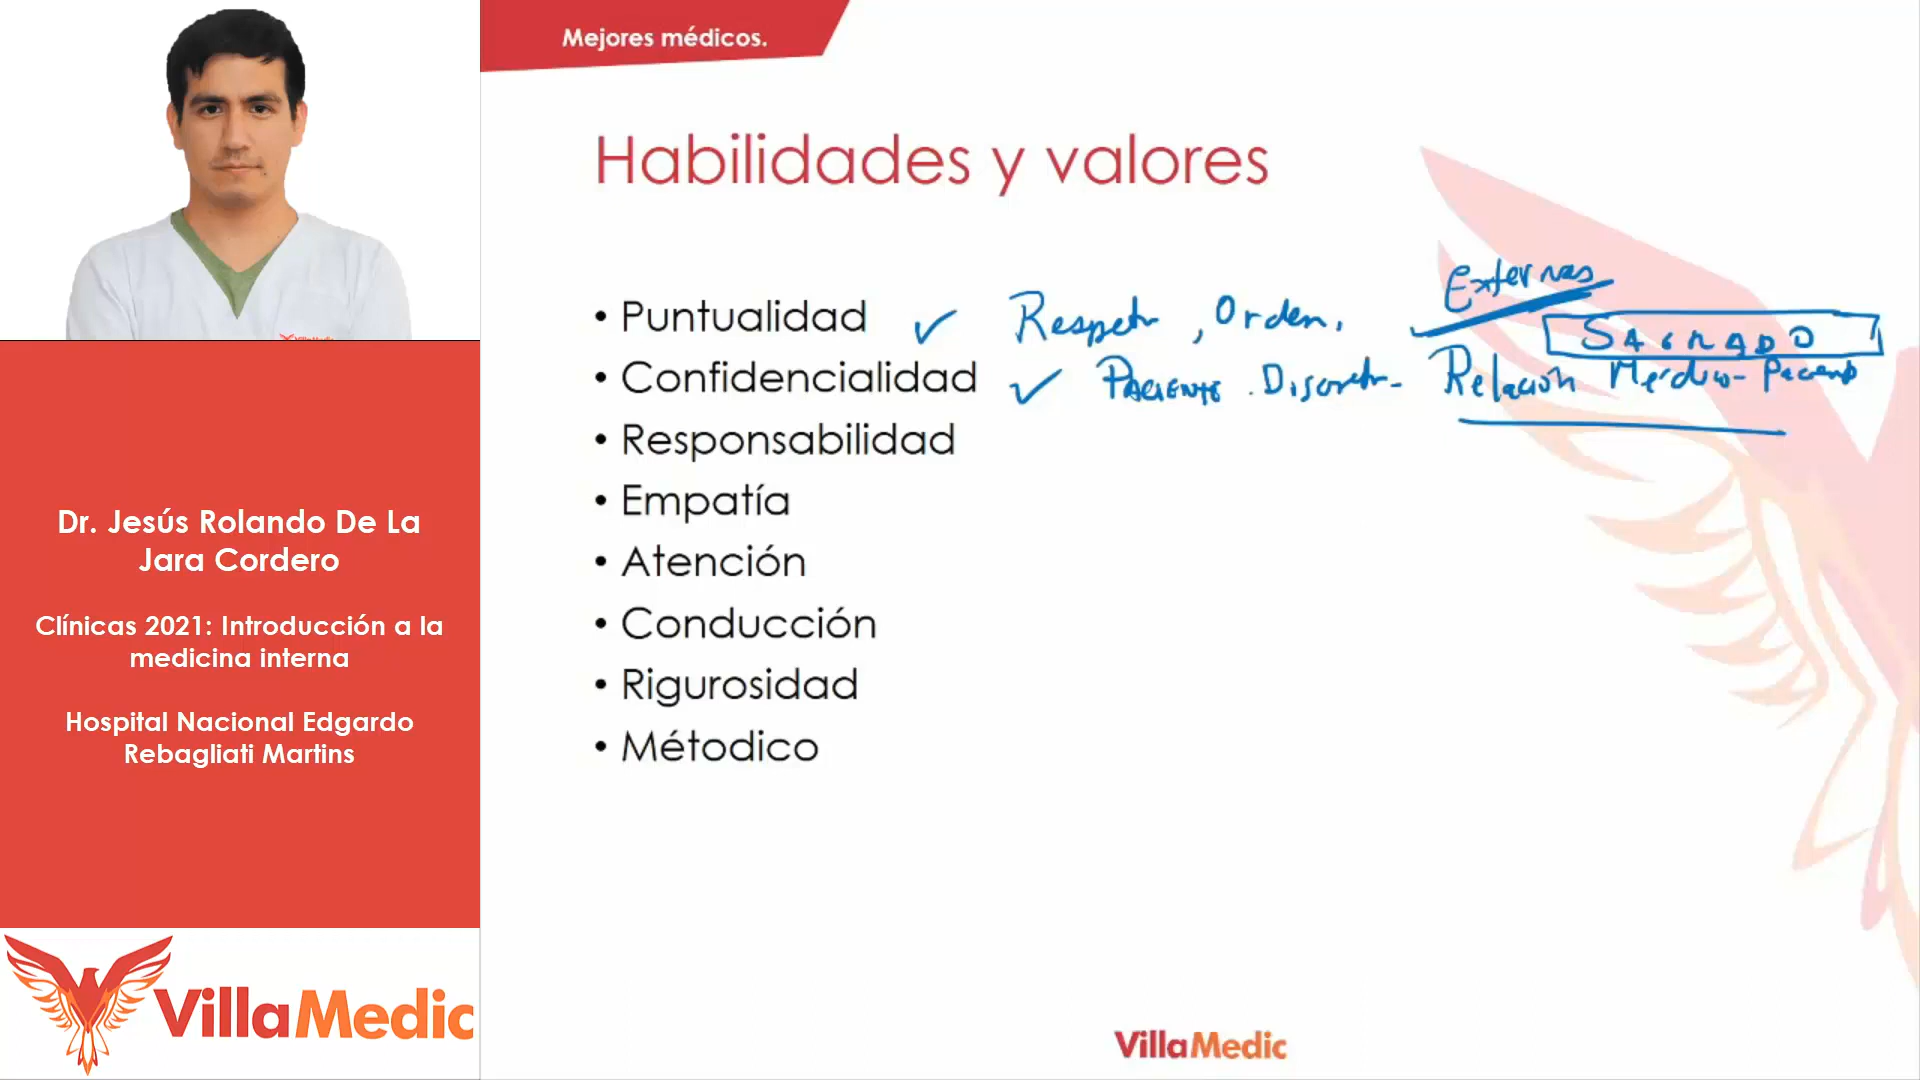 Mejores médicos.
Habilidades y valores
Externas
• Puntualidad ✓ Respeto, Orden,
SAGRADO
• Confidencialidad ✓ PACIENTE. Discreto - Relación Médico-Paciente
• Responsabilidad
• Empatía
• Atención
• Conducción
• Rigurosidad
• Métodico
Dr. Jesús Rolando De La
Jara Cordero
Clínicas 2021: Introducción a la
medicina interna
Hospital Nacional Edgardo
Rebagliati Martins
VillaMedic
VillaMedic